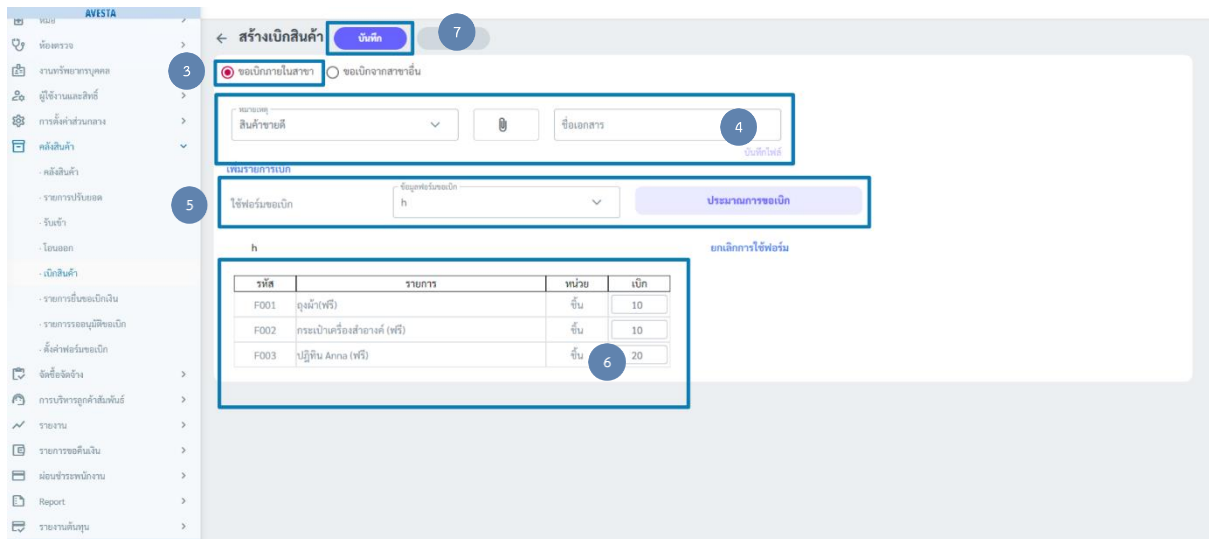 AVESTA
ห้องตรวจ
งานทรัพยากรบุคคล
ผู้ใช้งานและสิทธิ์
การตั้งค่าส่วนกลาง
คลังสินค้า
· คลังสินค้า
· รายการปรับยอด
· รับเข้า
· โอนออก
· เบิกสินค้า
· รายการยื่นขอเบิกเงิน
· รายการรออนุมัติขอเบิก
· ตั้งค่าฟอร์มขอเบิก
จัดซื้อจัดจ้าง
การบริหารลูกค้าสัมพันธ์
รายงาน
รายการขอคืนเงิน
ผ่อนชำระพนักงาน
Report
รายงานต้นทุน
← สร้างเบิกสินค้า บันทึก 7
3 ขอเบิกภายในสาขา ขอเบิกจากสาขาอื่น
หมายเหตุ
สินค้าขายดี ชื่อเอกสาร 4
บันทึกไฟล์
เพิ่มรายการเบิก
ข้อมูลฟอร์มขอเบิก
5 ใช้ฟอร์มขอเบิก h ประมาณการขอเบิก
h ยกเลิกการใช้ฟอร์ม
รหัส รายการ หน่วย เบิก
F001 ถุงผ้า(ฟรี) ชิ้น 10
F002 กระเป๋าเครื่องสำอางค์ (ฟรี) ชิ้น 10
F003 ปฏิทิน Anna (ฟรี) ชิ้น 20
6